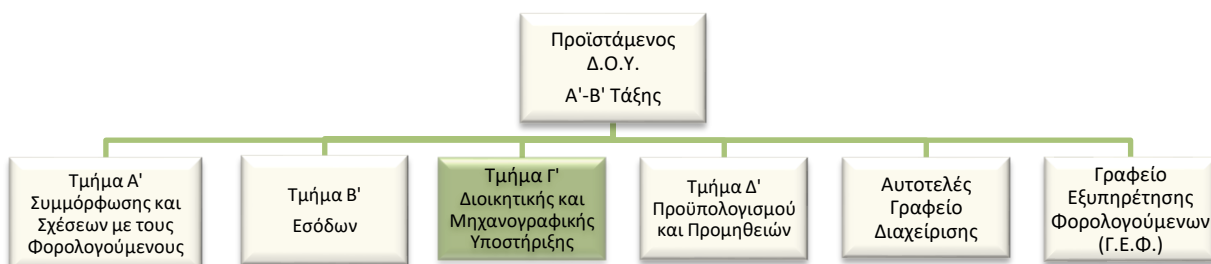 Προϊστάμενος
Δ.Ο.Υ.
Α'-Β' Τάξης
Τμήμα Α'
Συμμόρφωσης και
Σχέσεων με τους
Φορολογούμενους
Τμήμα Β'
Εσόδων
Τμήμα Γ'
Διοικητικής και
Μηχανογραφικής
Υποστήριξης
Τμήμα Δ'
Προϋπολογισμού
και Προμηθειών
Αυτοτελές
Γραφείο
Διαχείρισης
Γραφείο
Εξυπηρέτησης
Φορολογούμενων
(Γ.Ε.Φ.)